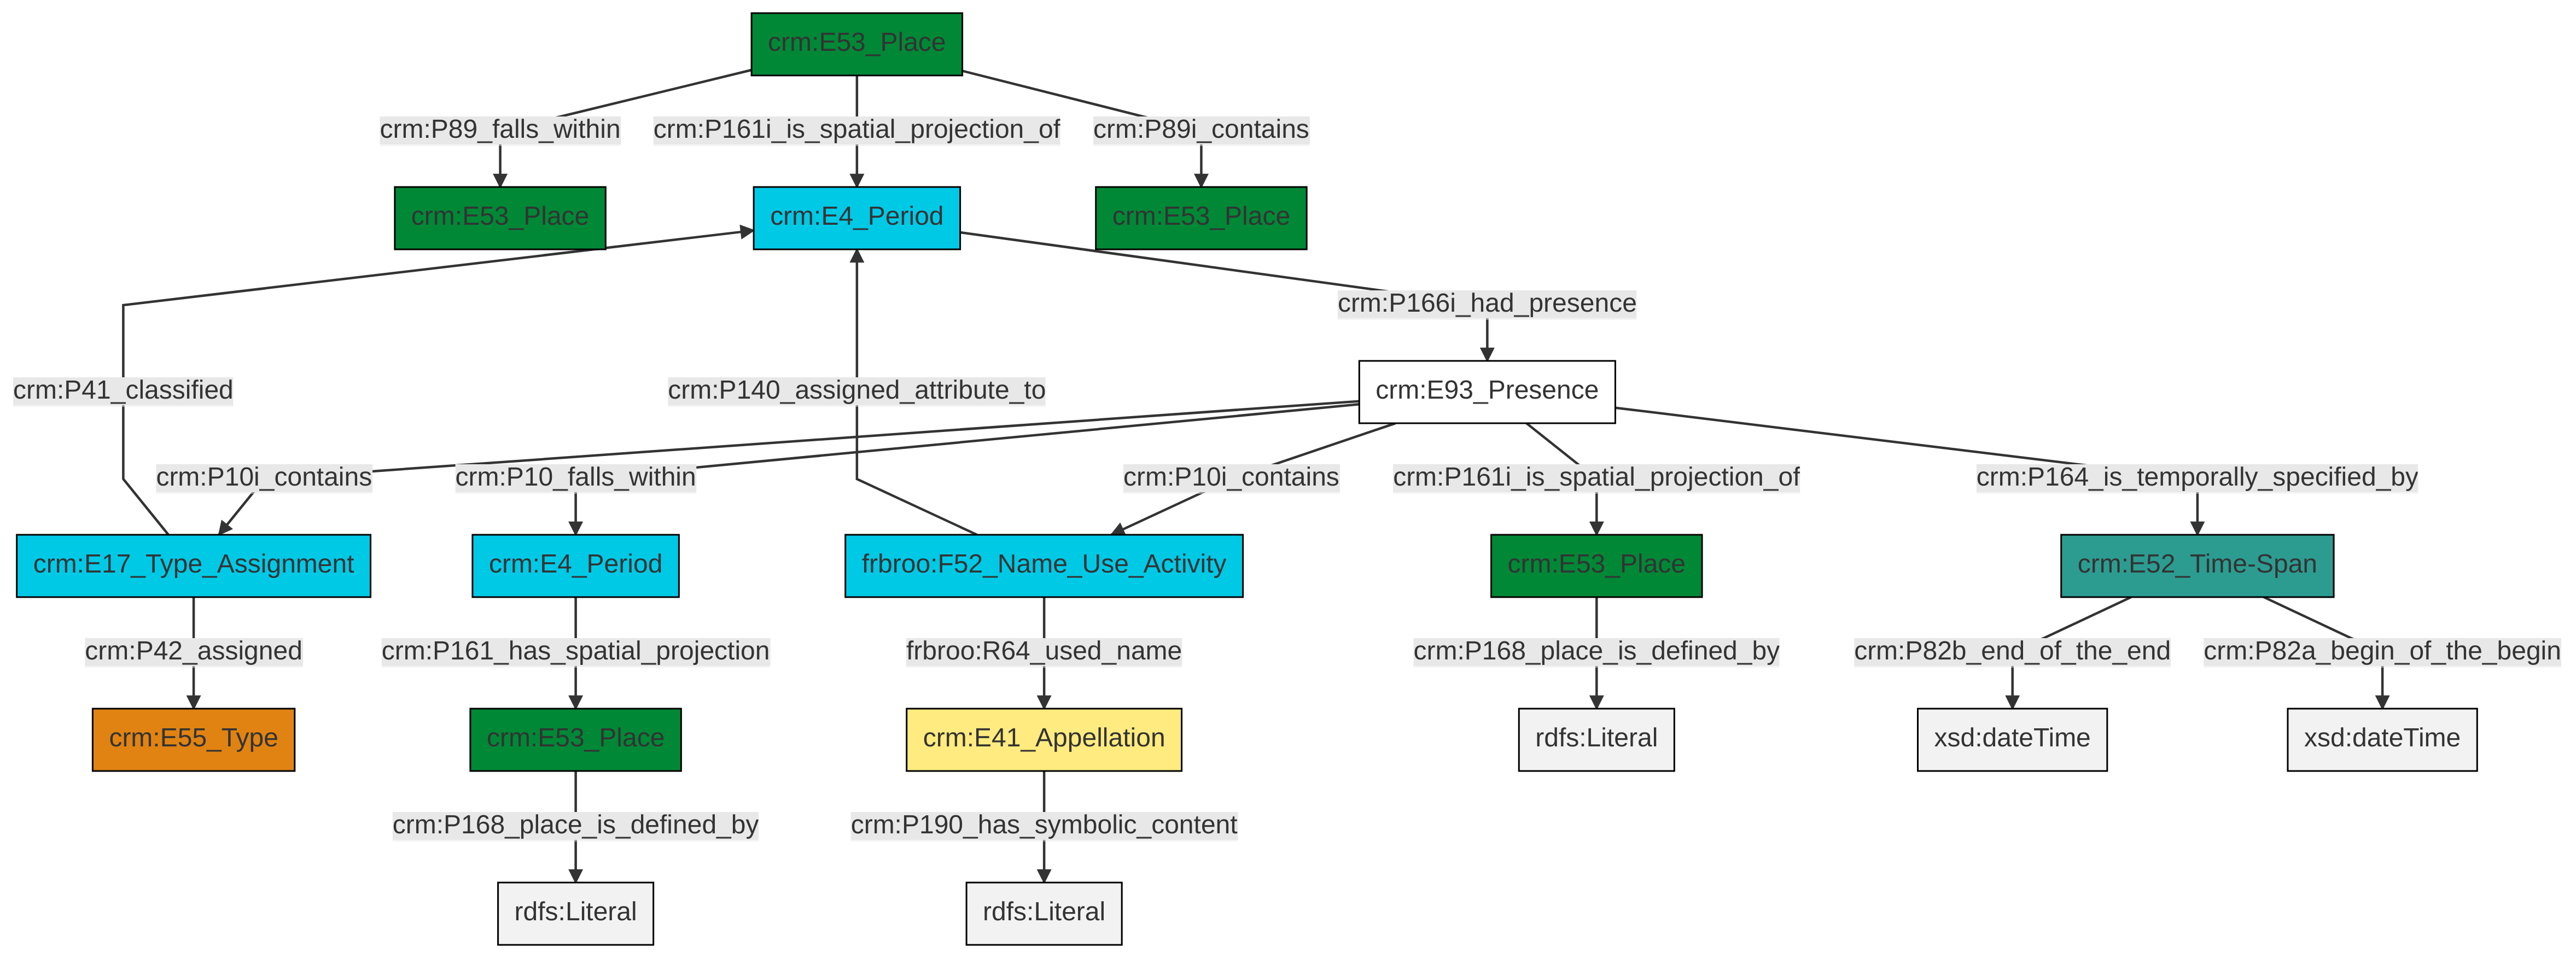 crm:E53_Place
crm:P89_falls_within
crm:P161i_is_spatial_projection_of
crm:P89i_contains
crm:E53_Place
crm:E4_Period
crm:E53_Place
crm:P166i_had_presence
crm:P41_classified
crm:P140_assigned_attribute_to
crm:E93_Presence
crm:P10i_contains
crm:P10_falls_within
crm:P10i_contains
crm:P161i_is_spatial_projection_of
crm:P164_is_temporally_specified_by
crm:E17_Type_Assignment
crm:E4_Period
frbroo:F52_Name_Use_Activity
crm:E53_Place
crm:E52_Time-Span
crm:P42_assigned
crm:P161_has_spatial_projection
frbroo:R64_used_name
crm:P168_place_is_defined_by
crm:P82b_end_of_the_end
crm:P82a_begin_of_the_begin
crm:E55_Type
crm:E53_Place
crm:E41_Appellation
rdfs:Literal
xsd:dateTime
xsd:dateTime
crm:P168_place_is_defined_by
crm:P190_has_symbolic_content
rdfs:Literal
rdfs:Literal